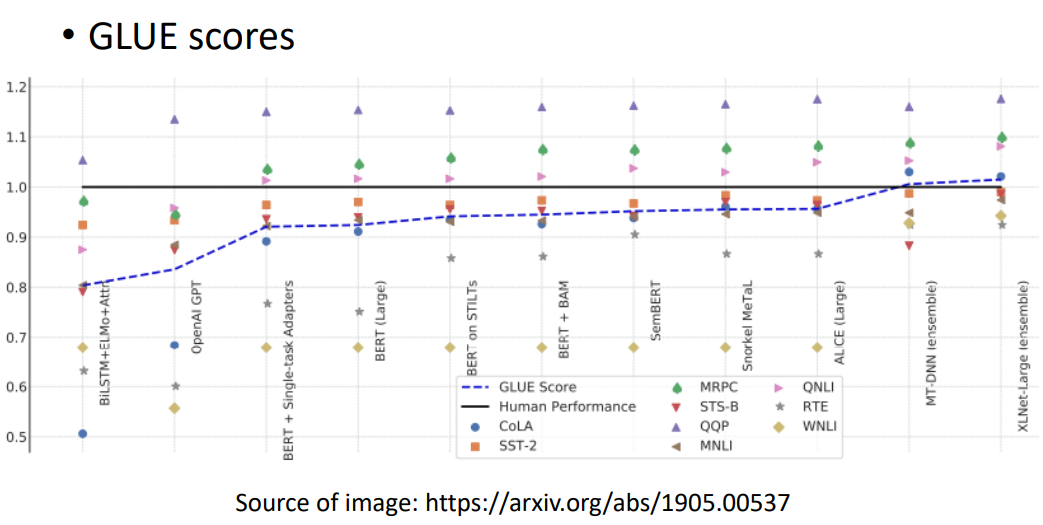 • GLUE scores
1.2
1.1
1.0
0.9
0.8
0.7
0.6
0.5
BiLSTM+ELMo+Attn
OpenAI GPT
BERT + Single-task Adapters
BERT (Large)
BERT on STILTs
BERT + BAM
SemBERT
Snorkel MeTaL
ALICE (Large)
MT-DNN (ensemble)
XLNet-Large (ensemble)
GLUE Score
Human Performance
CoLA
SST-2
MRPC
STS-B
QQP
MNLI
QNLI
RTE
WNLI
Source of image: https://arxiv.org/abs/1905.00537